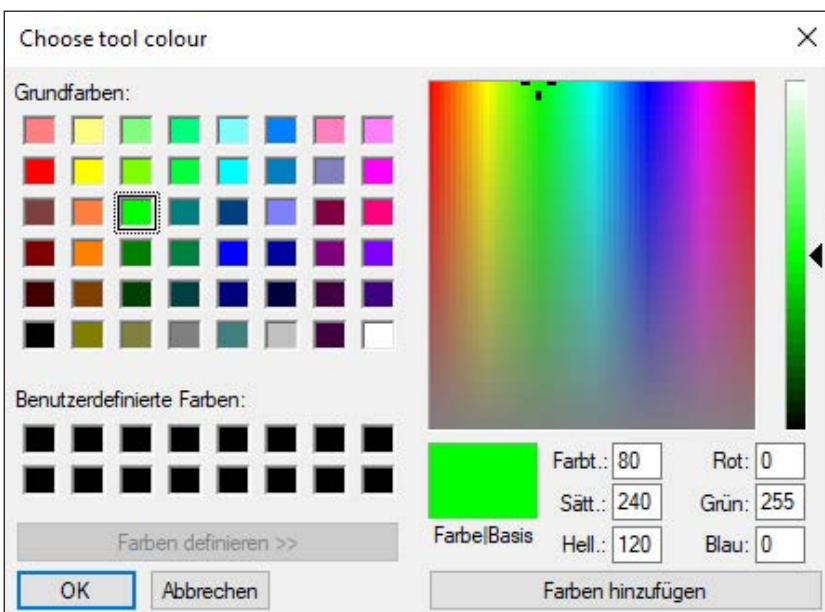 Choose tool colour
Grundfarben:
Benutzerdefinierte Farben:
Farben definieren >>
OK
Abbrechen
Farbe|Basis
Farbt.: 80
Sätt.: 240
Hell.: 120
Rot: 0
Grün: 255
Blau: 0
Farben hinzufügen